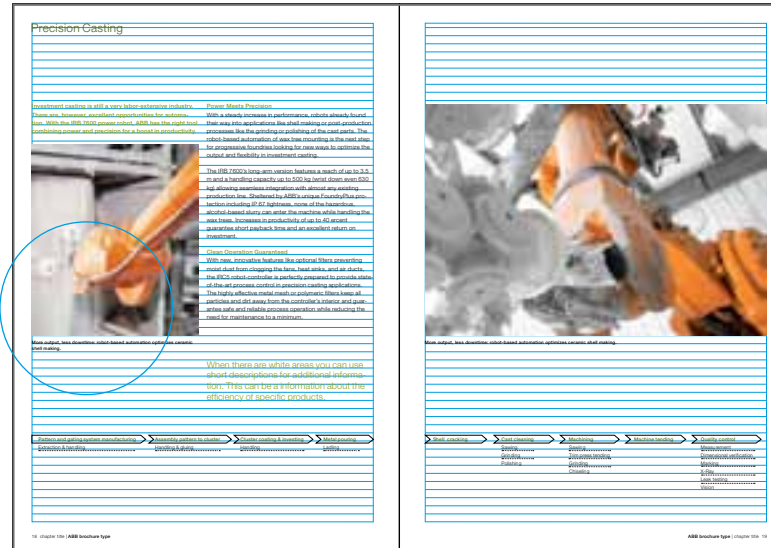 Precision Casting
Investment casting is still a very labor-extensive industry.
There are, however, excellent opportunities for automa-
tion. With the IRB 7600 power robot, ABB has the right tool
combining power and precision for a boost in productivity.
Power Meets Precision
With a steady increase in performance, robots already found
their way into applications like shell making or post-production
processes like the grinding or polishing of the cast parts. The
robot-based automation of wax tree mounting is the next step
for progressive foundries looking for new ways to optimize the
output and flexibility in investment casting.
The IRB 7600's long-arm version features a reach of up to 3.5
m and a handling capacity up to 500 kg (wrist down even 630
kg) allowing seamless integration with almost any existing
production line. Sheltered by ABB's unique FoundryPlus pro-
tection including IP 67 tightness, none of the hazardous,
alcohol-based slurry can enter the machine while handling the
wax trees. Increases in productivity of up to 40 ercent
guarantee short payback time and an excellent return on
investment.
Clean Operation Guaranteed
With new, innovative features like optional filters preventing
moist dust from clogging the fans, heat sinks, and air ducts,
the IRC5 robot-controller is perfectly prepared to provide state-
of-the-art process control in precision casting applications.
The highly effective metal mesh or polymeric filters keep all
particles and dirt away from the controller's interior and guar-
antee safe and reliable process operation while reducing the
need for maintenance to a minimum.
More output, less downtime: robot-based automation optimizes ceramic
shell making.
When there are white areas you can use
short descriptions for additional informa-
tion. This can be a information about the
efficiency of specific products.
Pattern and gating system manufacturing
Extraction & handling
Assembly pattern to cluster
Handling & gluing
Cluster coating & investing
Handling
Metal pouring
Ladling
18 chapter title | ABB brochure type
More output, less downtime: robot-based automation optimizes ceramic shell making.
Shell cracking
Cast cleaning
Sawing
Grinding
Polishing
Machining
Sawing
Trim press tending
Grinding
Chiseling
Machine tending
Quality control
Measurement
Dimensional verification
Marking
X-Ray
Leak testing
Vision
ABB brochure type | chapter title 19